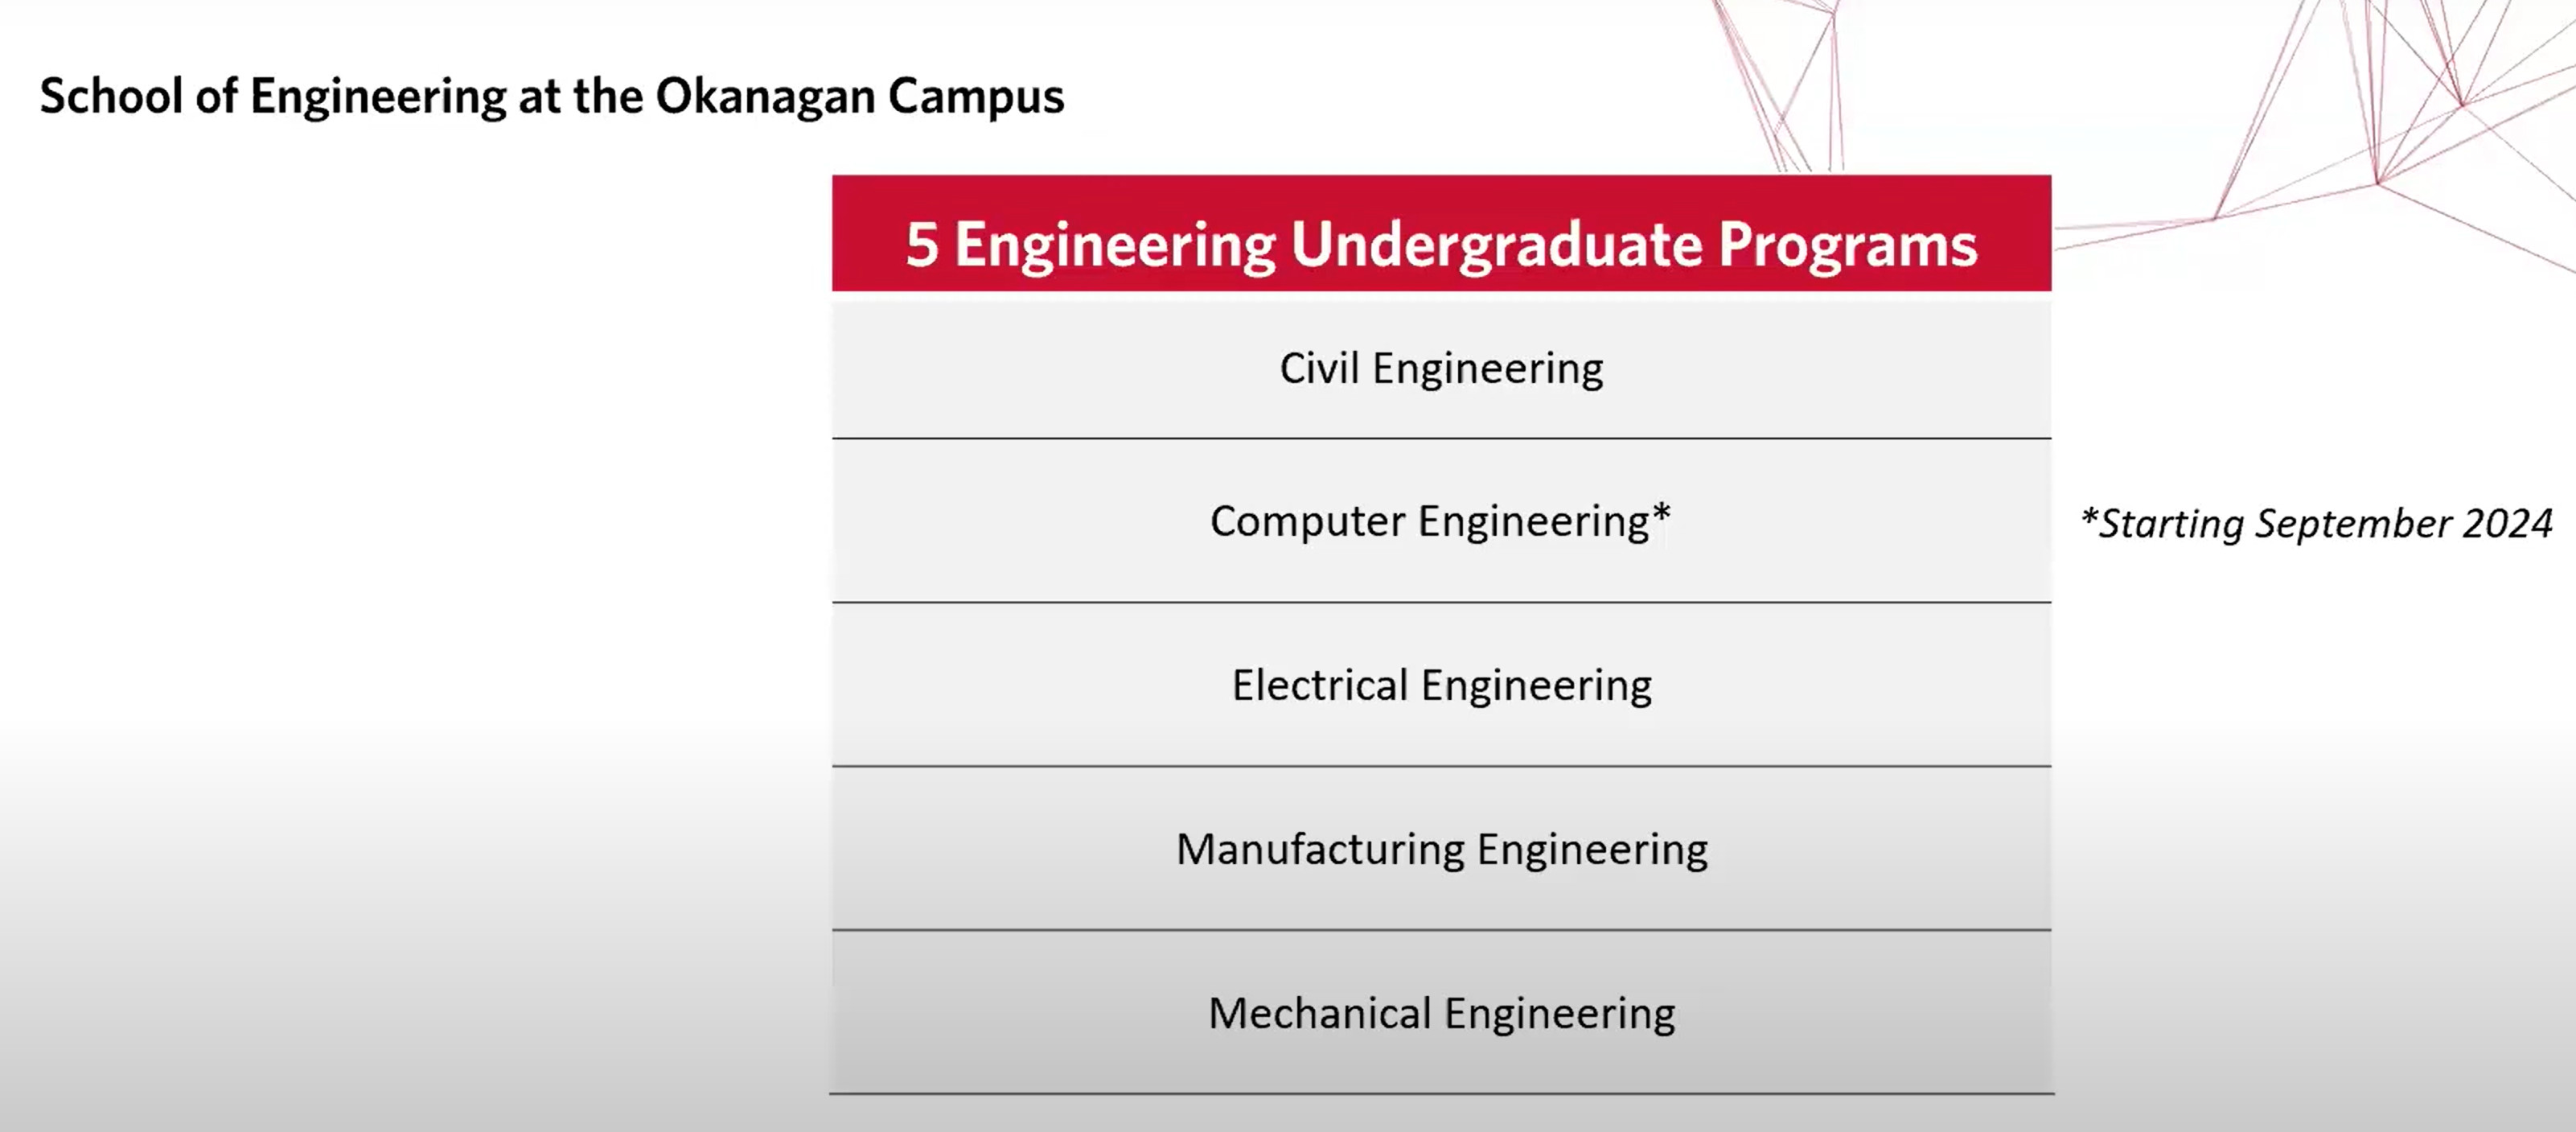 School of Engineering at the Okanagan Campus
5 Engineering Undergraduate Programs
Civil Engineering
Computer Engineering*
*Starting September 2024
Electrical Engineering
Manufacturing Engineering
Mechanical Engineering